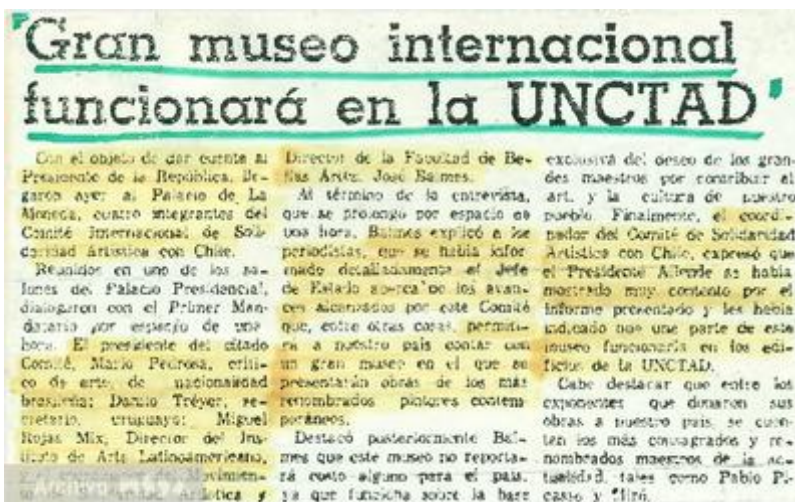 Gran museo internacional
funcionará en la UNCTAD
Con el objeto de dar cuenta al
Presidente de la República, lle-
garon ayer al Palacio de La
Moneda, cuatro integrantes del
Comité Internacional de Soli-
daridad Artística con Chile.
Reunidos en uno de los sa-
lones del Palacio Presidencial,
dialogaron con el Primer Man-
datario por espacio de una
hora. El presidente del citado
Comité, Mario Pedrosa, críti-
co de arte, de nacionalidad
brasileña; Danilo Tréyer, se-
cretario, uruguayo; Miguel
Rojas Mix, Director del Ins-
tituto de Arte Latinoamericano,
Artística y
Director de la Facultad de Be-
llas Artes, José Balmes.
Al término de la entrevista,
que se prolongó por espacio de
una hora, Balmes explicó a los
periodistas, que se había infor-
mado detalladamente al Jefe
de Estado acerca de los avan-
ces alcanzados por este Comité
que, entre otras cosas, permiti-
rá a nuestro país contar con
un gran museo en el que se
presentarán obras de los más
renombrados pintores contem-
poráneos.
Destacó posteriormente Bal-
mes que este museo no reporta-
rá costo alguno para el país,
ya que funciona sobre la base
exclusiva del deseo de los gran-
des maestros por contribuir al
art. y la cultura de nuestro
pueblo. Finalmente, el coordi-
nador del Comité de Solidaridad
Artística con Chile, expresó que
el Presidente Allende se había
mostrado muy contento por el
informe presentado y les había
indicado que una parte de este
museo funcionaría en los edi-
ficios de la UNCTAD.
Cabe destacar que entre los
exponentes que donaron sus
obras a nuestro país, se cuen-
tan los más consagrados y re-
nombrados maestros de la ac-
tualidad, tales como Pablo Pi-
casso y Miró.